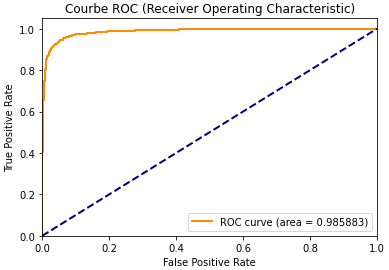 Courbe ROC (Receiver Operating Characteristic)
1.0
0.8
0.6
0.4
0.2
0.0
True Positive Rate
ROC curve (area = 0.985883)
0.0 0.2 0.4 0.6 0.8 1.0
False Positive Rate